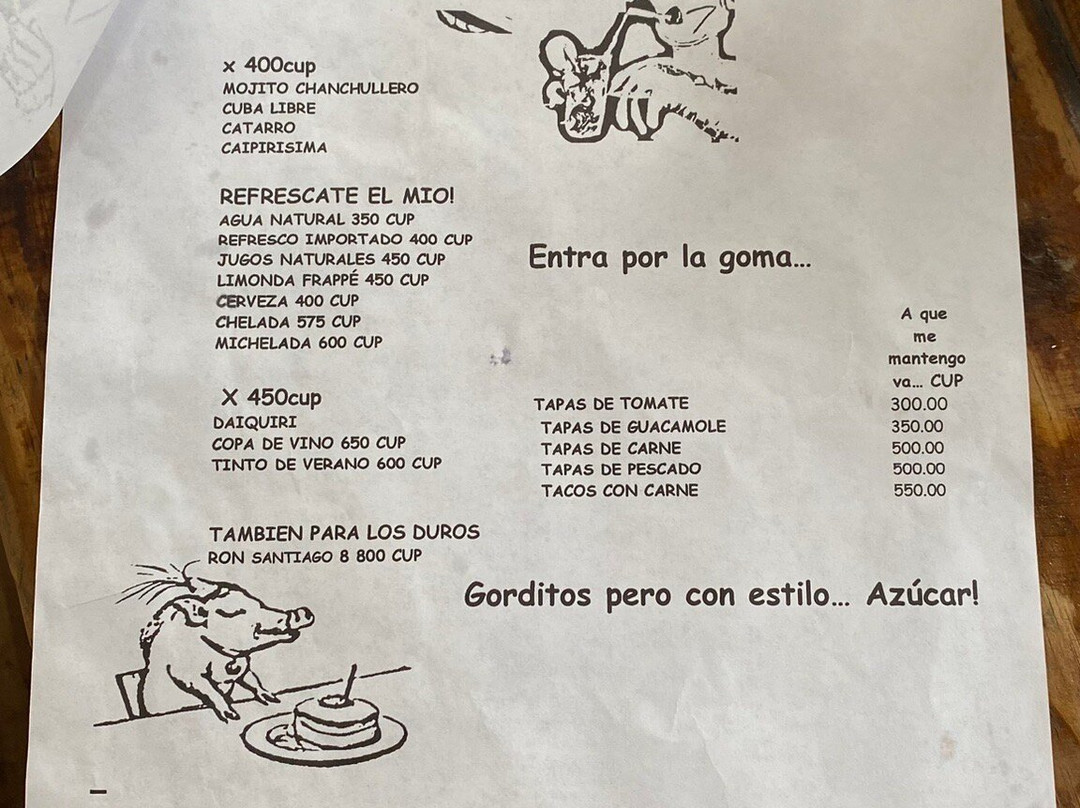 x 400cup
MOJITO CHANCHULLERO
CUBA LIBRE
CATARRO
CAIPIRISIMA
REFRESCATE EL MIO!
AGUA NATURAL 350 CUP
REFRESCO IMPORTADO 400 CUP
JUGOS NATURALES 450 CUP
LIMONDA FRAPPÉ 450 CUP
CERVEZA 400 CUP
CHELADA 575 CUP
MICHELADA 600 CUP
X 450cup
DAIQUIRI
COPA DE VINO 650 CUP
TINTO DE VERANO 600 CUP
TAMBIEN PARA LOS DUROS
RON SANTIAGO 8 800 CUP
Entra por la goma...
A que
me
mantengo
va... CUP
TAPAS DE TOMATE 300.00
TAPAS DE GUACAMOLE 350.00
TAPAS DE CARNE 500.00
TAPAS DE PESCADO 500.00
TACOS CON CARNE 550.00
Gorditos pero con estilo... Azúcar!